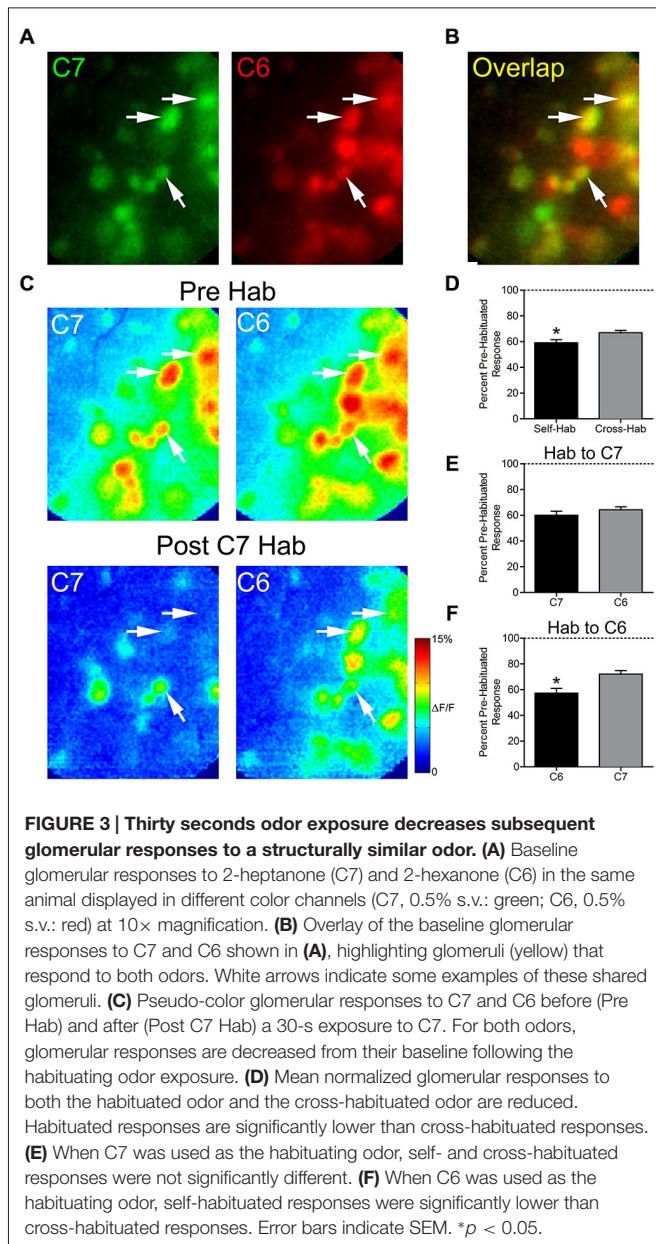 A
C7
C6
B
Overlap
C
Pre Hab
C7
C6
Post C7 Hab
C7
C6
15%
ΔF/F
0
D
Percent Pre-Habituated
Response
100
80
60
40
20
0
*
Self-Hab
Cross-Hab
E
Hab to C7
Percent Pre-Habituated
Response
100
80
60
40
20
0
C7
C6
F
Hab to C6
Percent Pre-Habituated
Response
100
80
60
40
20
0
*
C6
C7
FIGURE 3 | Thirty seconds odor exposure decreases subsequent
glomerular responses to a structurally similar odor. (A) Baseline
glomerular responses to 2-heptanone (C7) and 2-hexanone (C6) in the same
animal displayed in different color channels (C7, 0.5% s.v.: green; C6, 0.5%
s.v.: red) at 10× magnification. (B) Overlay of the baseline glomerular
responses to C7 and C6 shown in (A), highlighting glomeruli (yellow) that
respond to both odors. White arrows indicate some examples of these shared
glomeruli. (C) Pseudo-color glomerular responses to C7 and C6 before (Pre
Hab) and after (Post C7 Hab) a 30-s exposure to C7. For both odors,
glomerular responses are decreased from their baseline following the
habituating odor exposure. (D) Mean normalized glomerular responses to
both the habituated odor and the cross-habituated odor are reduced.
Habituated responses are significantly lower than cross-habituated responses.
(E) When C7 was used as the habituating odor, self- and cross-habituated
responses were not significantly different. (F) When C6 was used as the
habituating odor, self-habituated responses were significantly lower than
cross-habituated responses. Error bars indicate SEM. *p < 0.05.